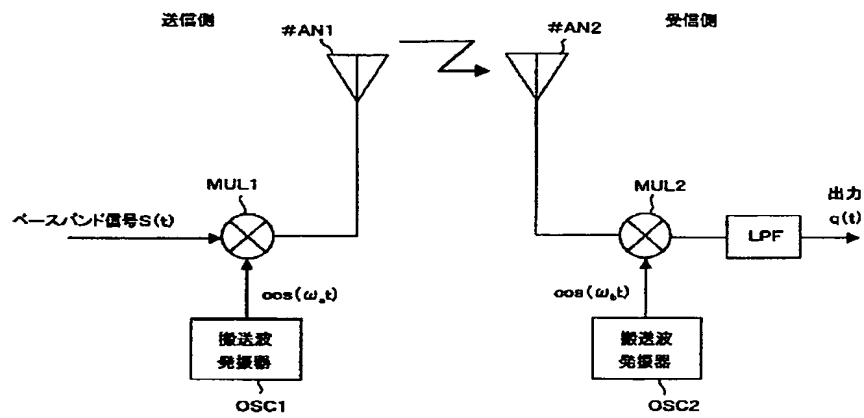 送信側
受信側
#AN1
#AN2
MUL1
MUL2
ベースバンド信号S(t)
出力
q(t)
LPF
cos(ωat)
cos(ωbt)
搬送波
発振器
搬送波
発振器
OSC1
OSC2